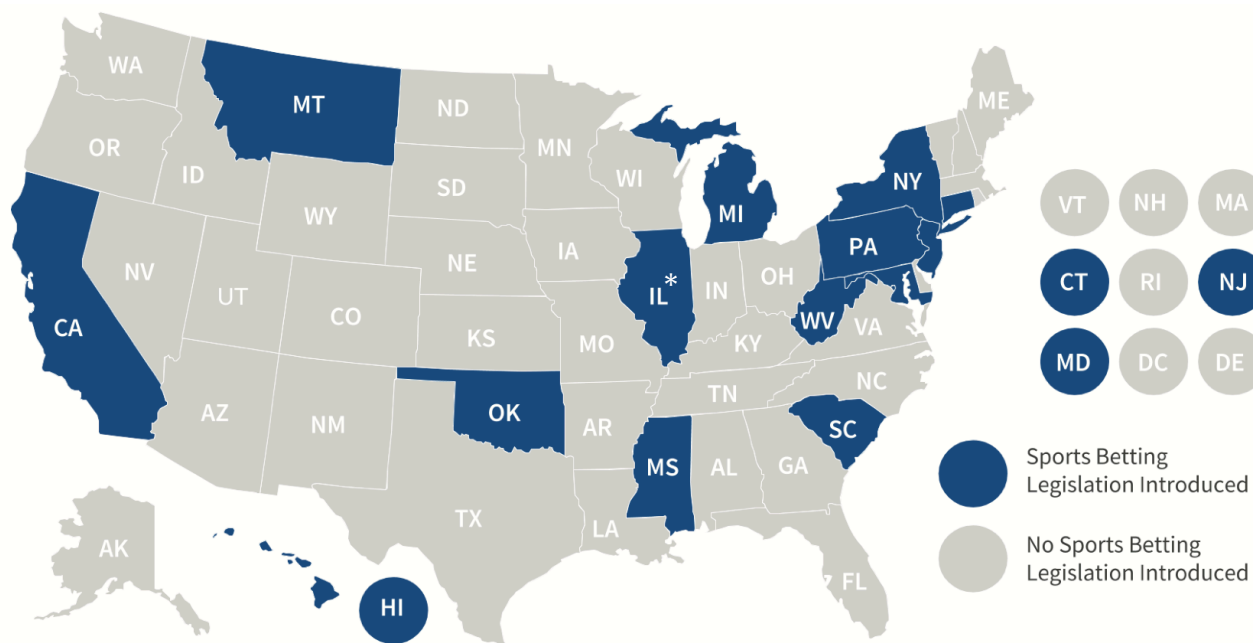 WA
MT
ND
MN
ME
OR
ID
SD
WI
NY
WY
MI
VT
NH
MA
IA
PA
NE
NV
UT
IL*
IN
OH
CT
RI
NJ
CA
CO
WV
VA
KS
MO
KY
MD
DC
DE
NC
TN
AZ
NM
OK
AR
SC
MS
AL
GA
Sports Betting
Legislation Introduced
TX
LA
AK
No Sports Betting
Legislation Introduced
FL
HI